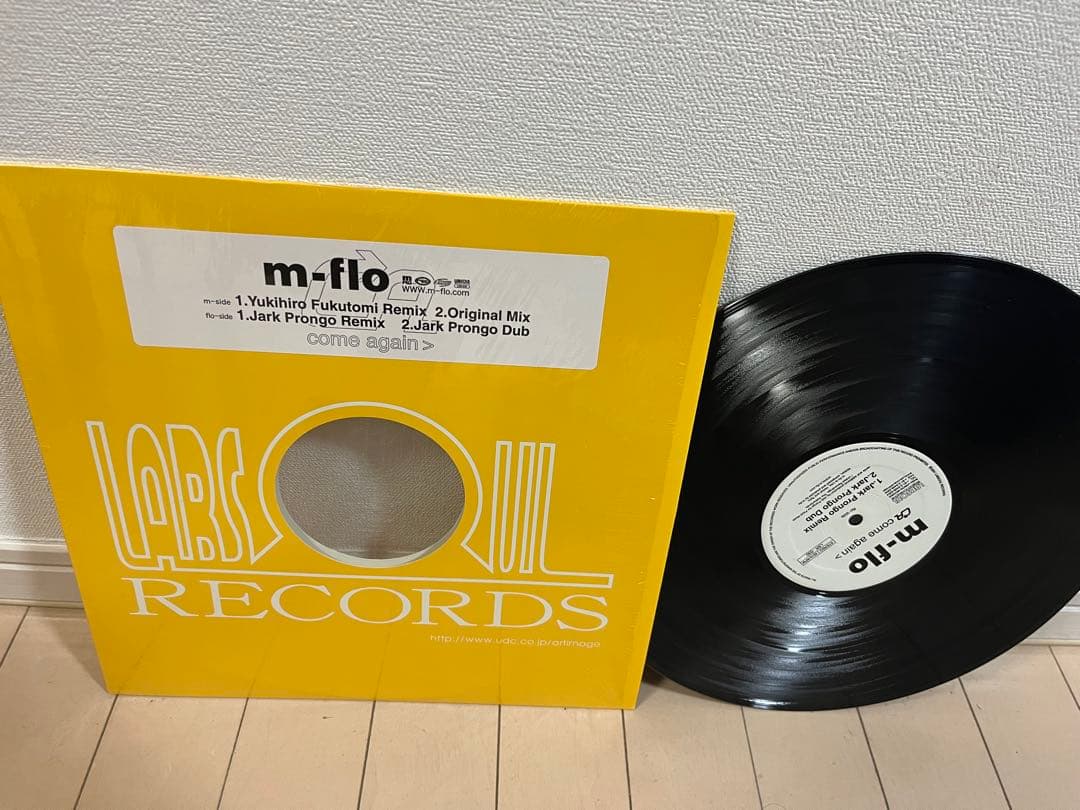 m-flo
www.m-flo.com
m-side 1.Yukihiro Fukutomi Remix 2.Original Mix
flo-side 1.Jark Prongo Remix 2.Jark Prongo Dub
come again >
LABSOUL
RECORDS
http://www.udc.co.jp/artimage
m-flo
come again >
flo side
1.Jark Prongo Remix
2.Jark Prongo Dub